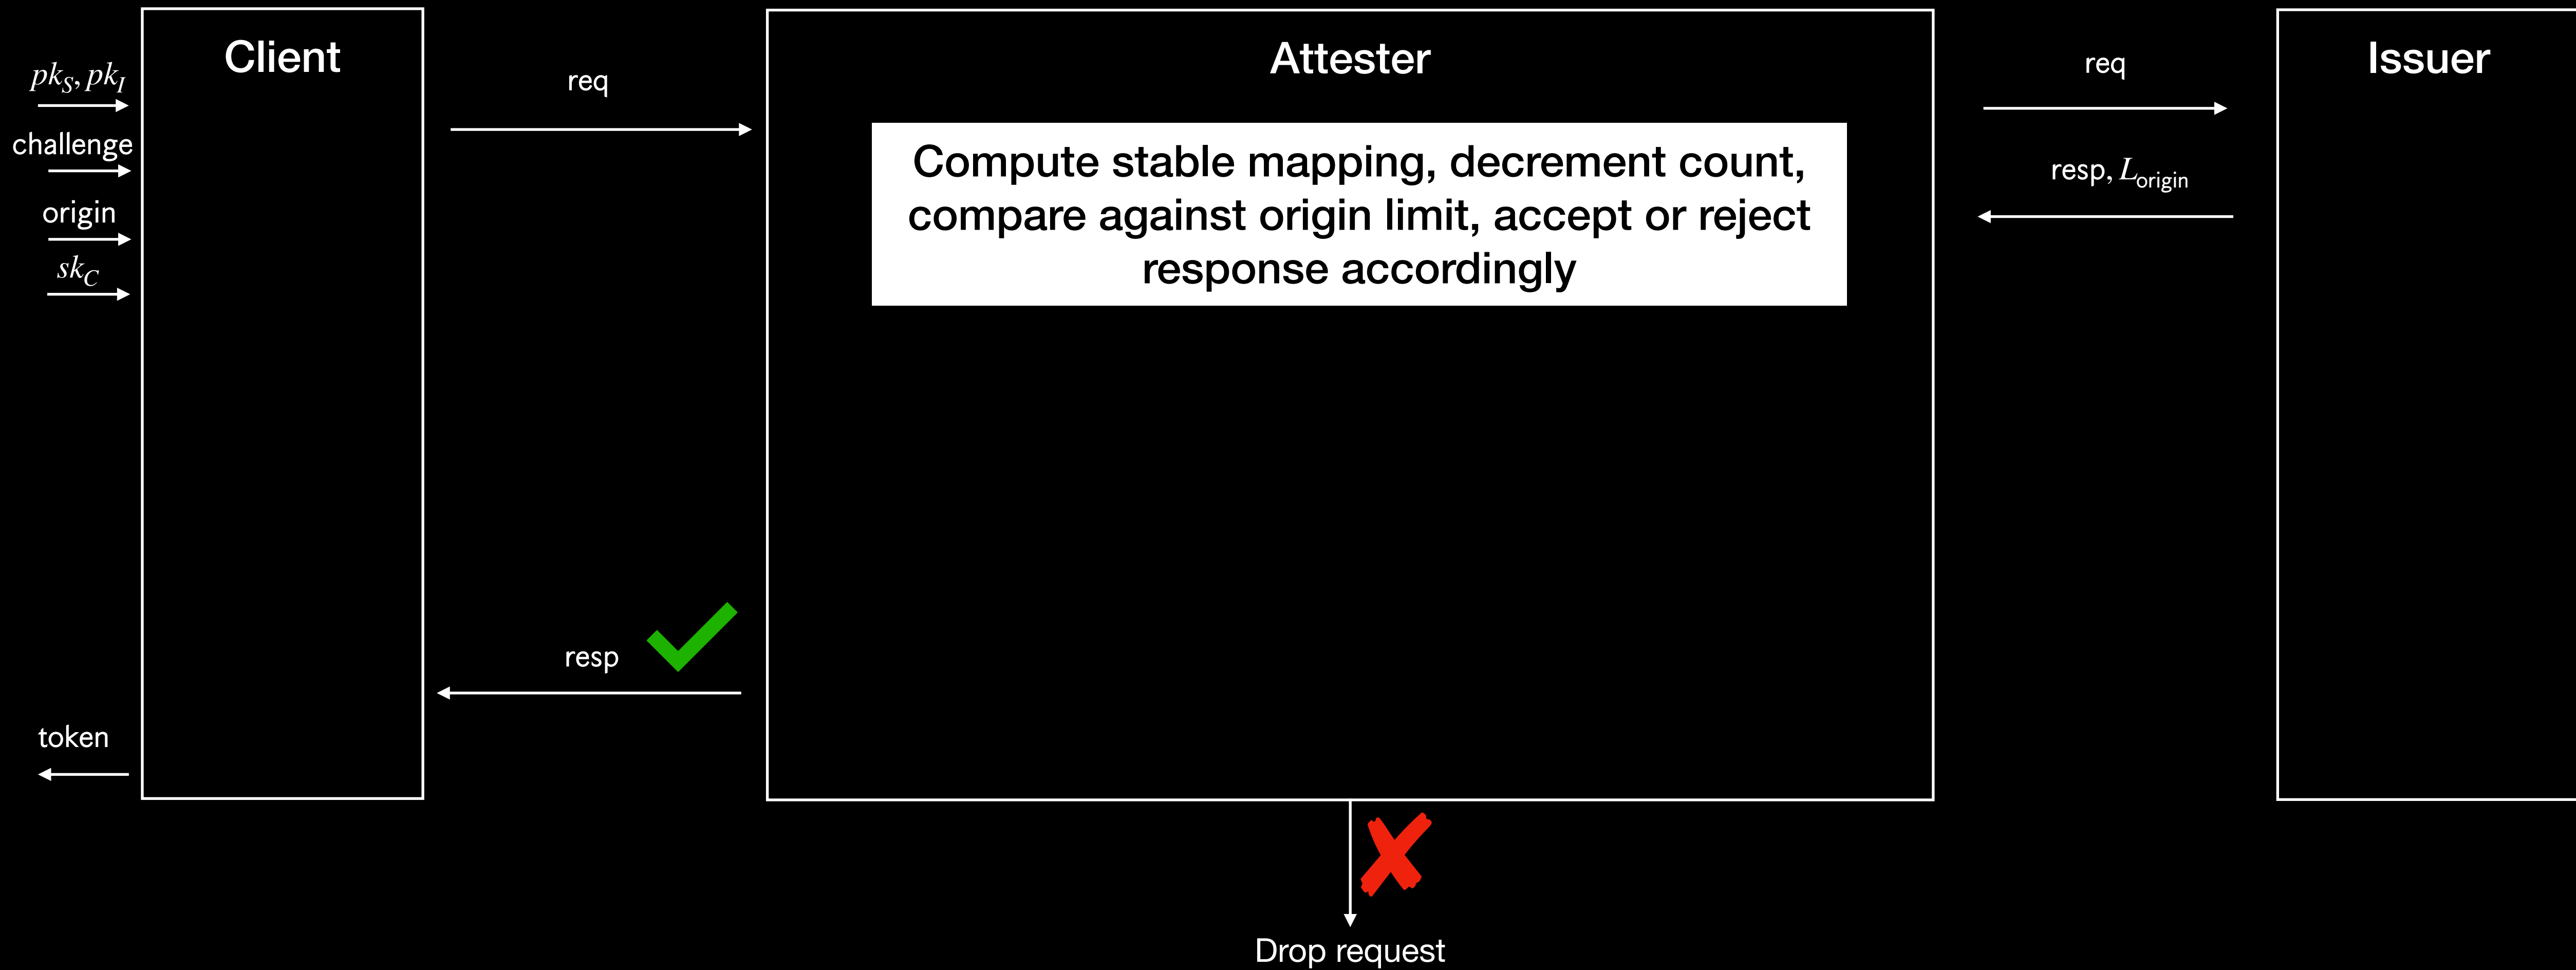 Client
Attester
Issuer
pk_S, pk_I
challenge
origin
sk_C
req
req
resp, L_origin
Compute stable mapping, decrement count,
compare against origin limit, accept or reject
response accordingly
resp
token
Drop request